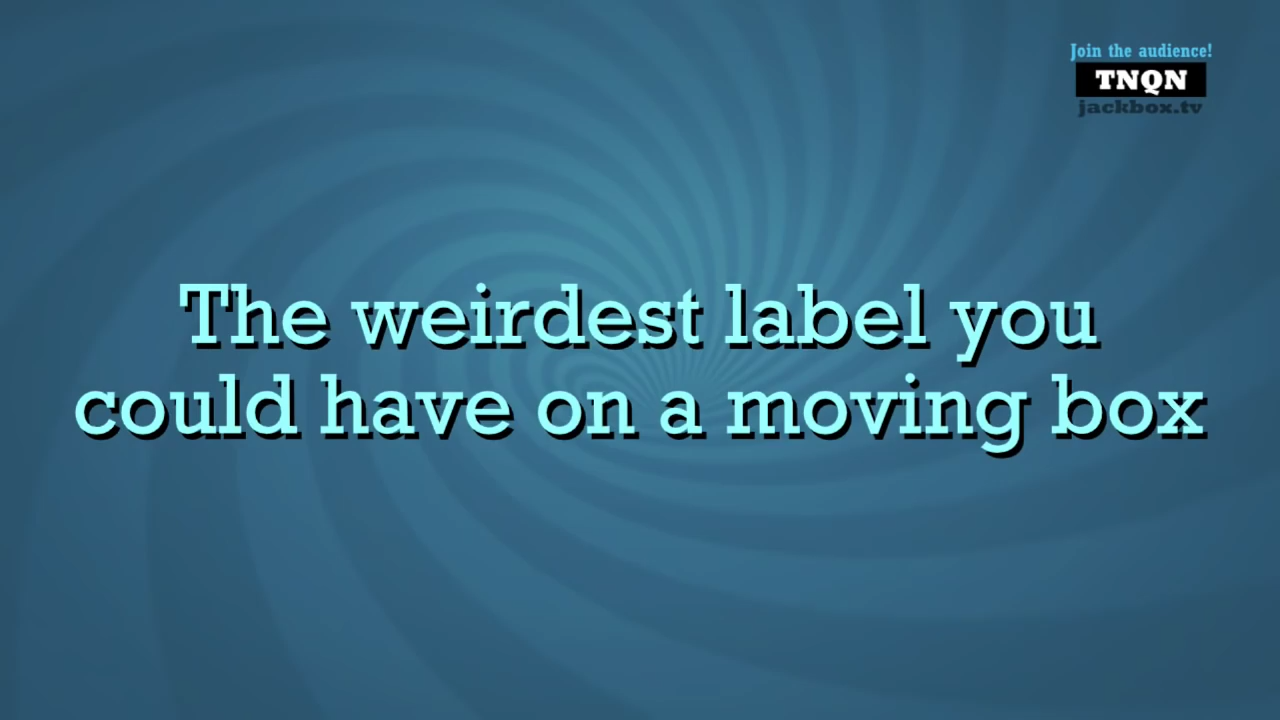 Join the audience!
TNQN
jackbox.tv
The weirdest label you
could have on a moving box